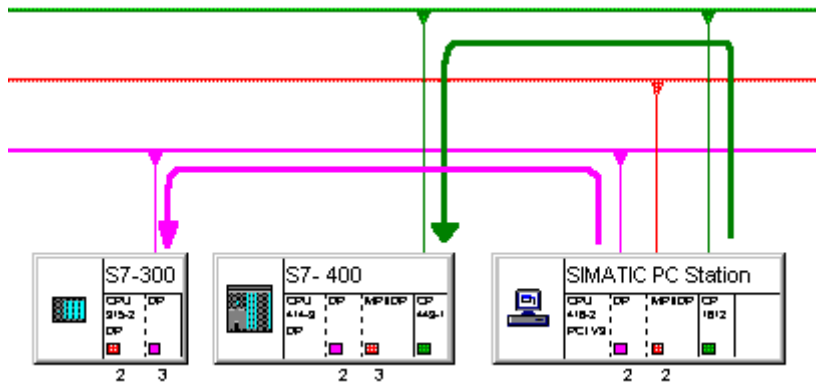 S7-300
CPU
315-2
DP
DP
2 3
S7- 400
CPU
414-3
DP
DP
MPI/DP
CP
443-1
2 3
SIMATIC PC Station
CPU
416-2
PCI V3
DP
MPI/DP
CP
1612
2 2